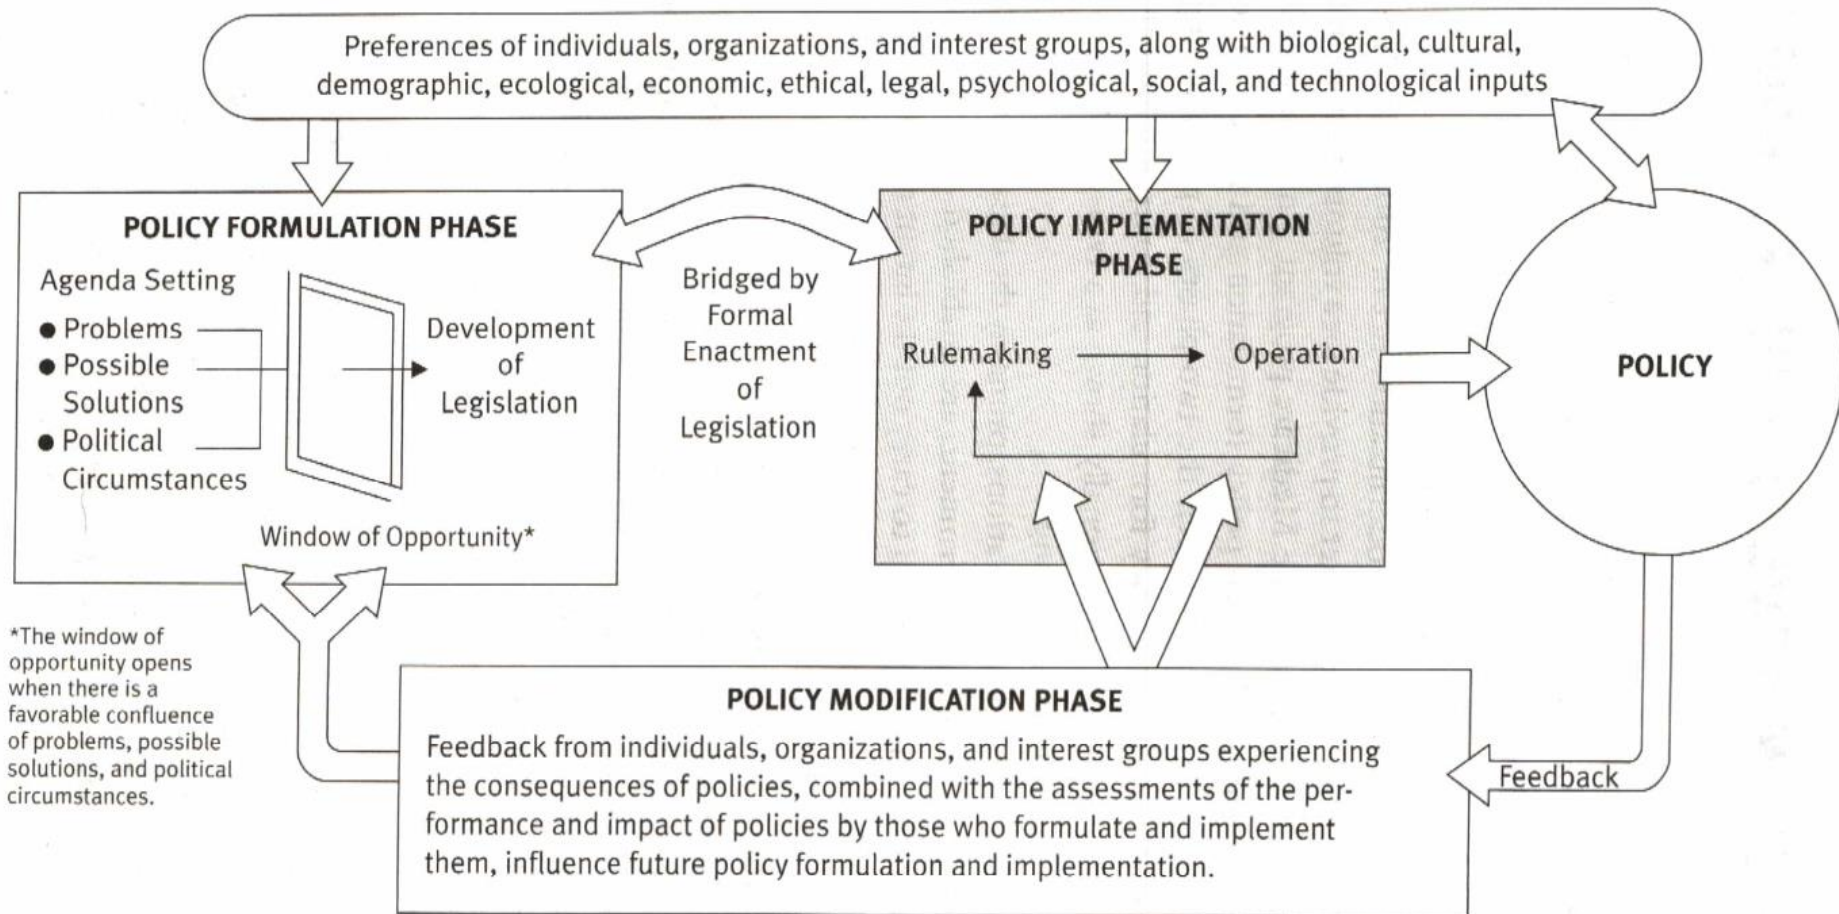 Preferences of individuals, organizations, and interest groups, along with biological, cultural,
demographic, ecological, economic, ethical, legal, psychological, social, and technological inputs
POLICY FORMULATION PHASE
Agenda Setting
● Problems
● Possible
Solutions
● Political
Circumstances
Development
of
Legislation
Window of Opportunity*
Bridged by
Formal
Enactment
of
Legislation
POLICY IMPLEMENTATION
PHASE
Rulemaking
Operation
POLICY
*The window of
opportunity opens
when there is a
favorable confluence
of problems, possible
solutions, and political
circumstances.
POLICY MODIFICATION PHASE
Feedback from individuals, organizations, and interest groups experiencing
the consequences of policies, combined with the assessments of the per-
formance and impact of policies by those who formulate and implement
them, influence future policy formulation and implementation.
Feedback